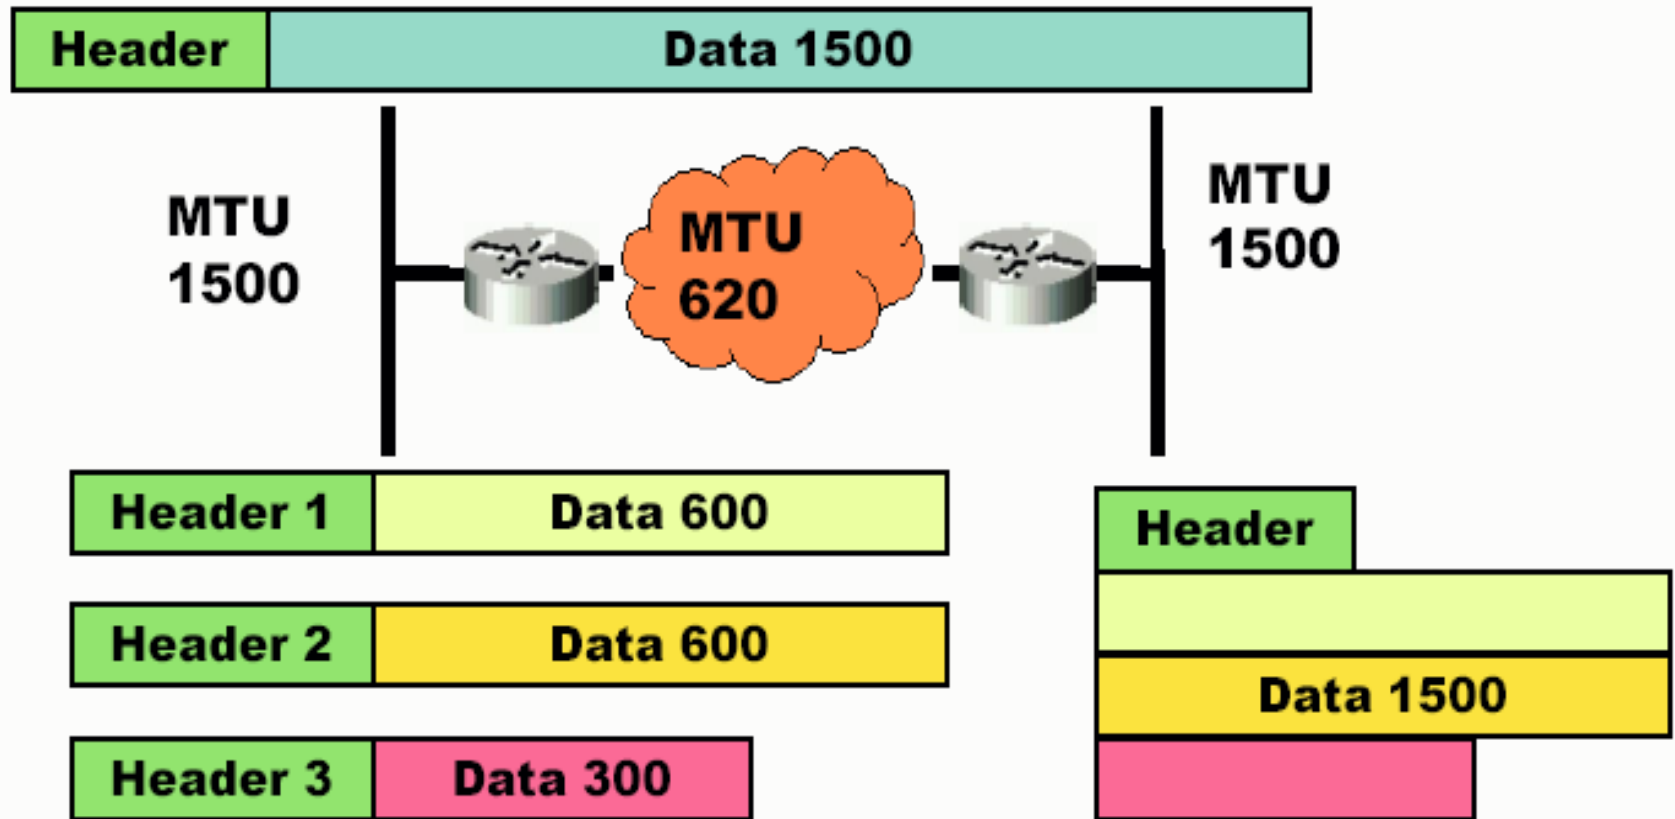 Header
Data 1500
MTU
1500
MTU
620
MTU
1500
Header 1
Data 600
Header 2
Data 600
Header 3
Data 300
Header
Data 1500